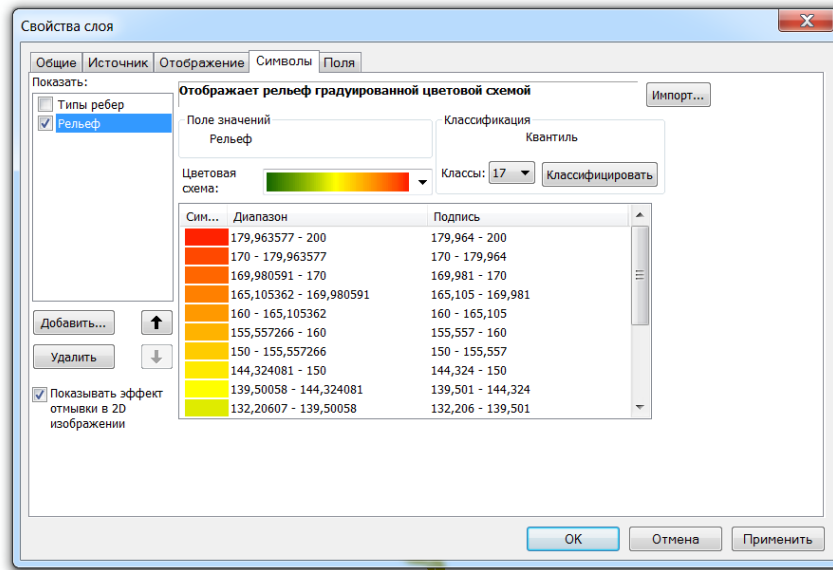 Свойства слоя
Общие Источник Отображение Символы Поля
Показать:
Типы ребер
Рельеф
Отображает рельеф градуированной цветовой схемой
Импорт...
Поле значений
Рельеф
Классификация
Квантиль
Цветовая схема:
Классы: 17 Классифицировать
Сим... Диапазон Подпись
179,963577 - 200 179,964 - 200
170 - 179,963577 170 - 179,964
169,980591 - 170 169,981 - 170
165,105362 - 169,980591 165,105 - 169,981
160 - 165,105362 160 - 165,105
155,557266 - 160 155,557 - 160
150 - 155,557266 150 - 155,557
144,324081 - 150 144,324 - 150
139,50058 - 144,324081 139,501 - 144,324
132,20607 - 139,50058 132,206 - 139,501
Добавить...
Удалить
Показывать эффект
отмывки в 2D
изображении
OK Отмена Применить